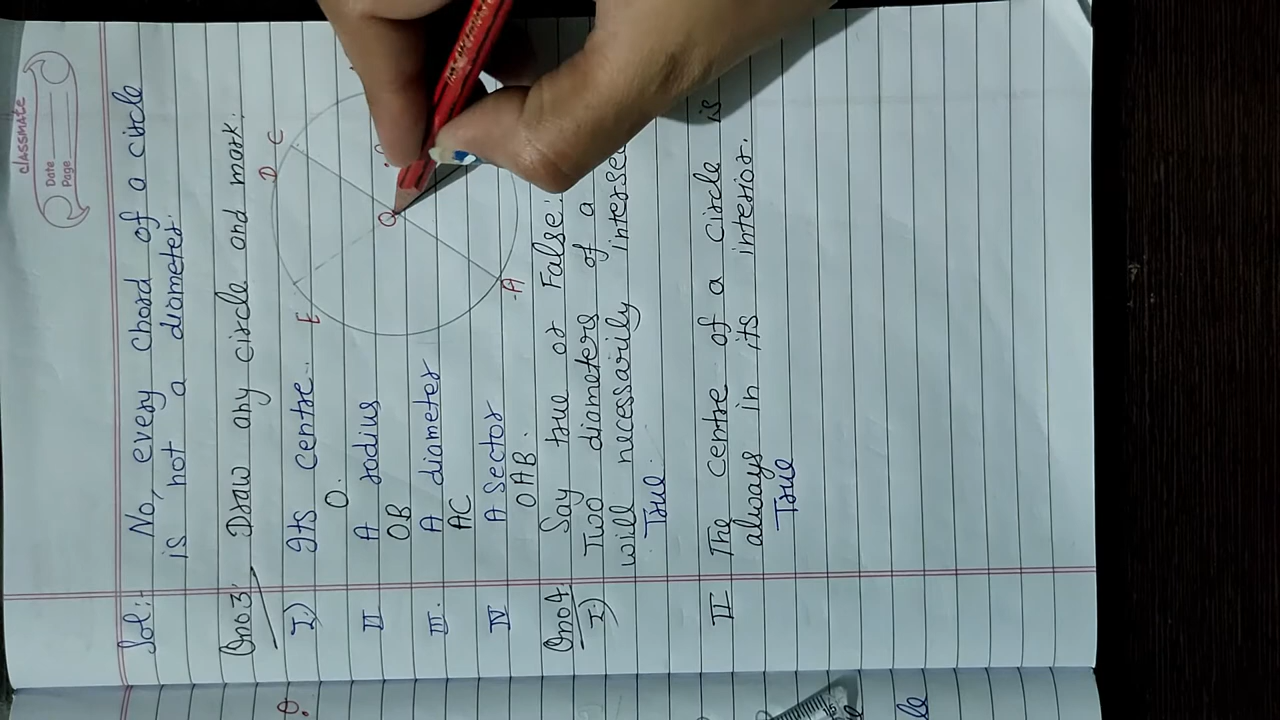 classmate
Date
Page
Sol:- No, every chord of a circle
is not a diameter.
Qno3 Draw any circle and mark.
I) Its centre.
O.
II A radius
OB
III. A diameter
AC
IV A Sector
OAB.
D C
E
O
A
Qno4 Say true or False:
I) Two diameters of a
will necessarily
True.
II The centre of a circle is
always in its interior.
True